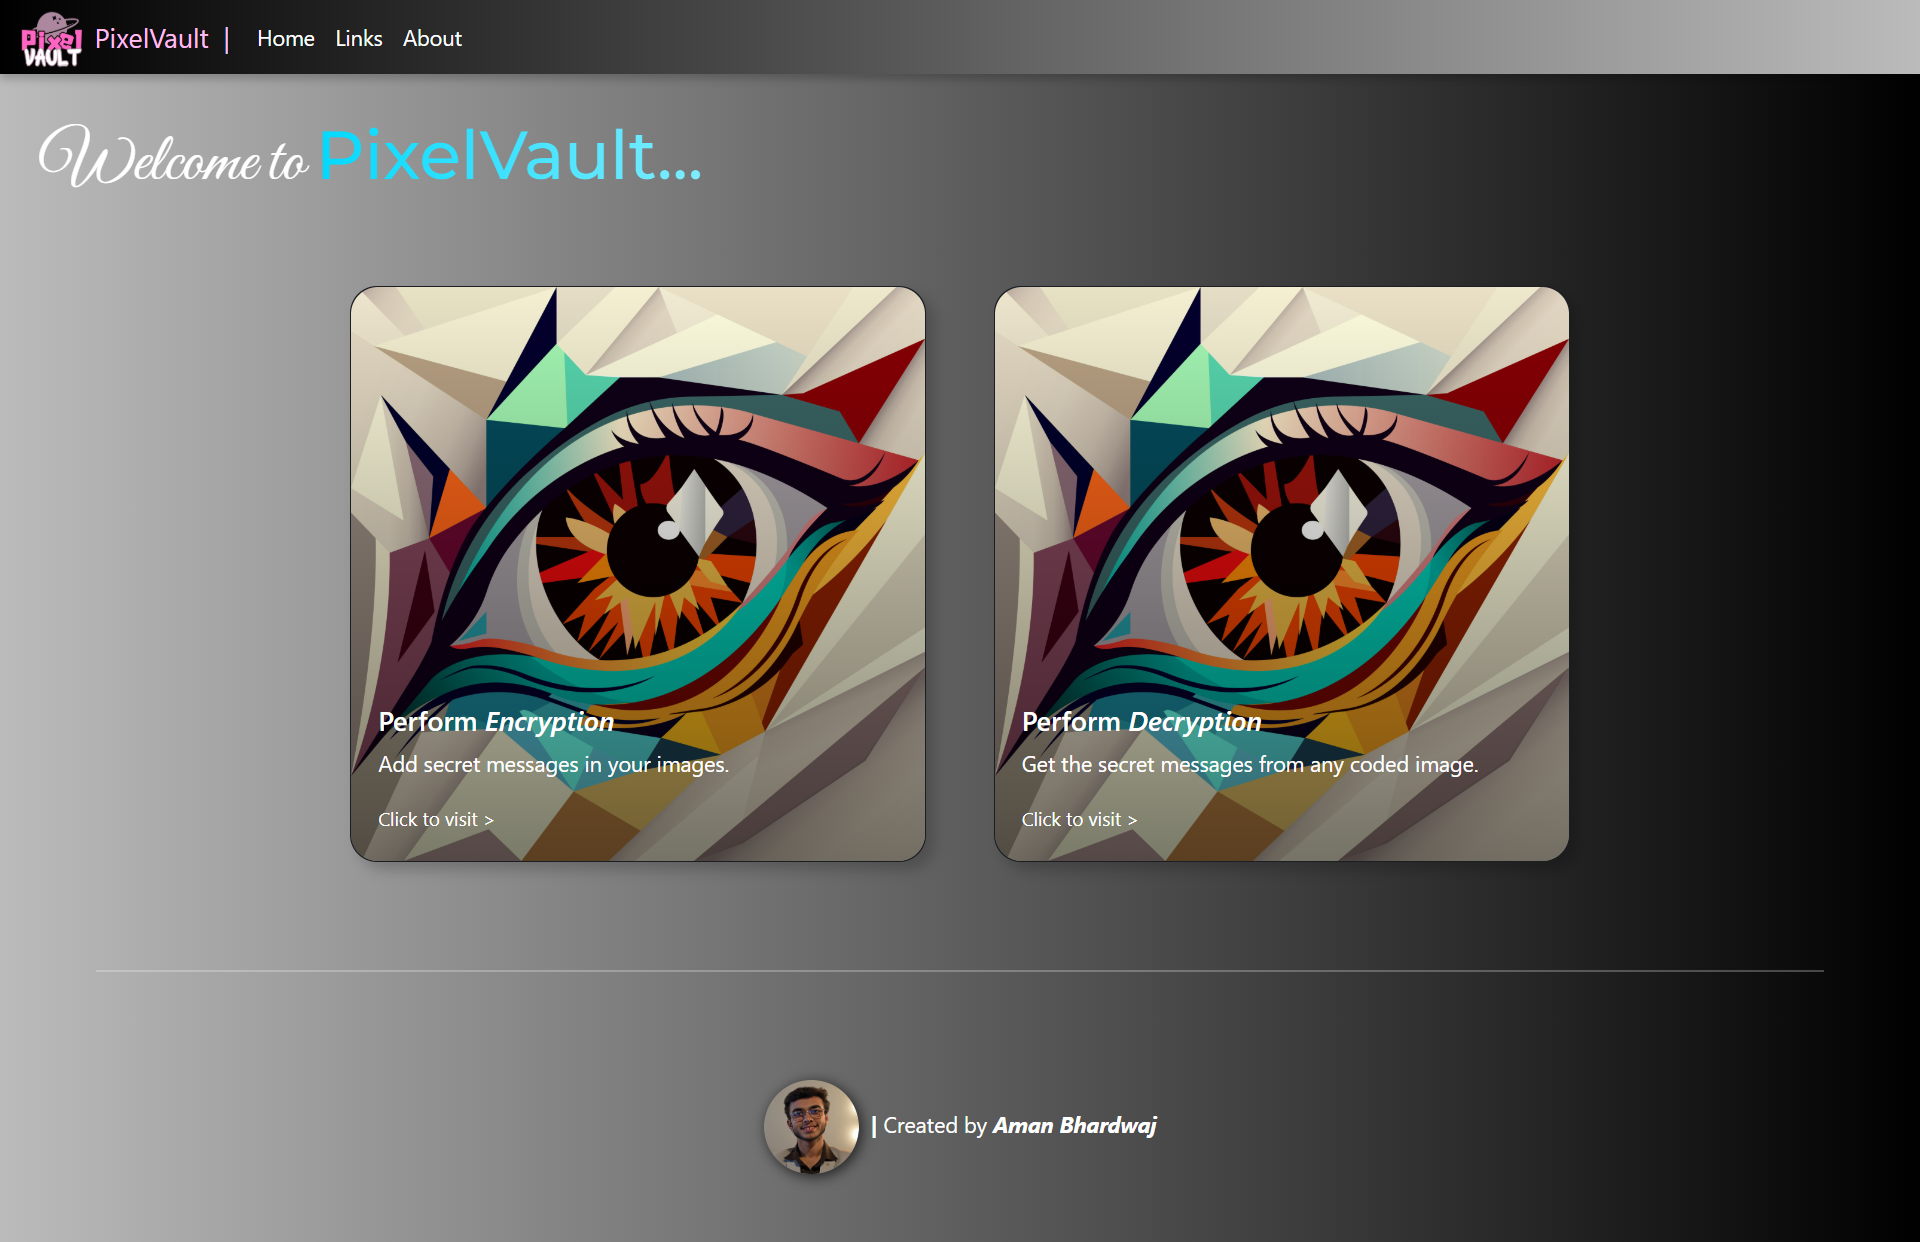 Pixel
VAULT
PixelVault | Home Links About
Welcome to PixelVault...
Perform Encryption
Add secret messages in your images.
Click to visit >
Perform Decryption
Get the secret messages from any coded image.
Click to visit >
| Created by Aman Bhardwaj